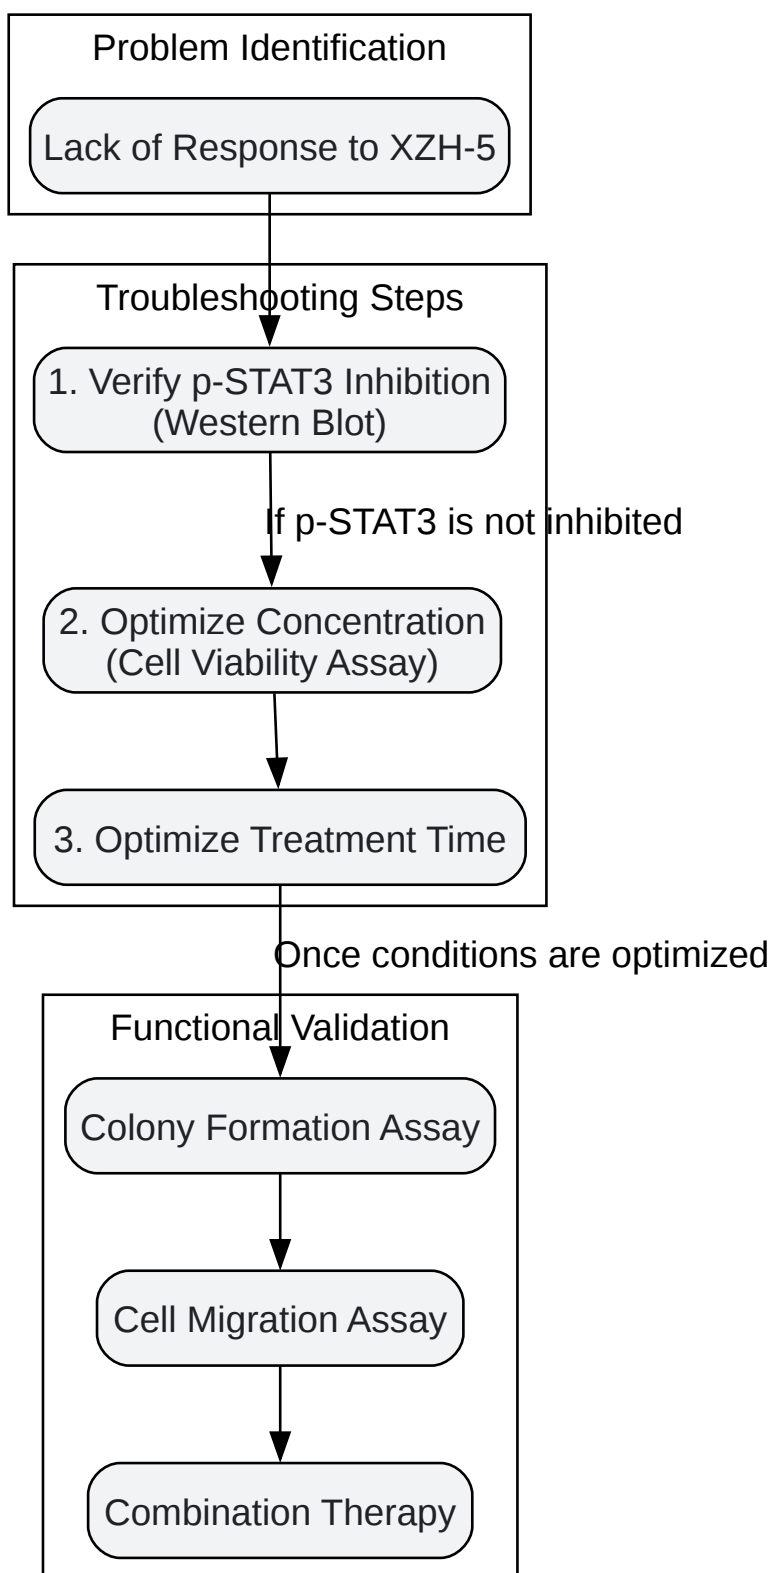 Problem Identification
Lack of Response to XZH-5
Troubleshooting Steps
1. Verify p-STAT3 Inhibition
(Western Blot)
If p-STAT3 is not inhibited
2. Optimize Concentration
(Cell Viability Assay)
3. Optimize Treatment Time
Once conditions are optimized
Functional Validation
Colony Formation Assay
Cell Migration Assay
Combination Therapy